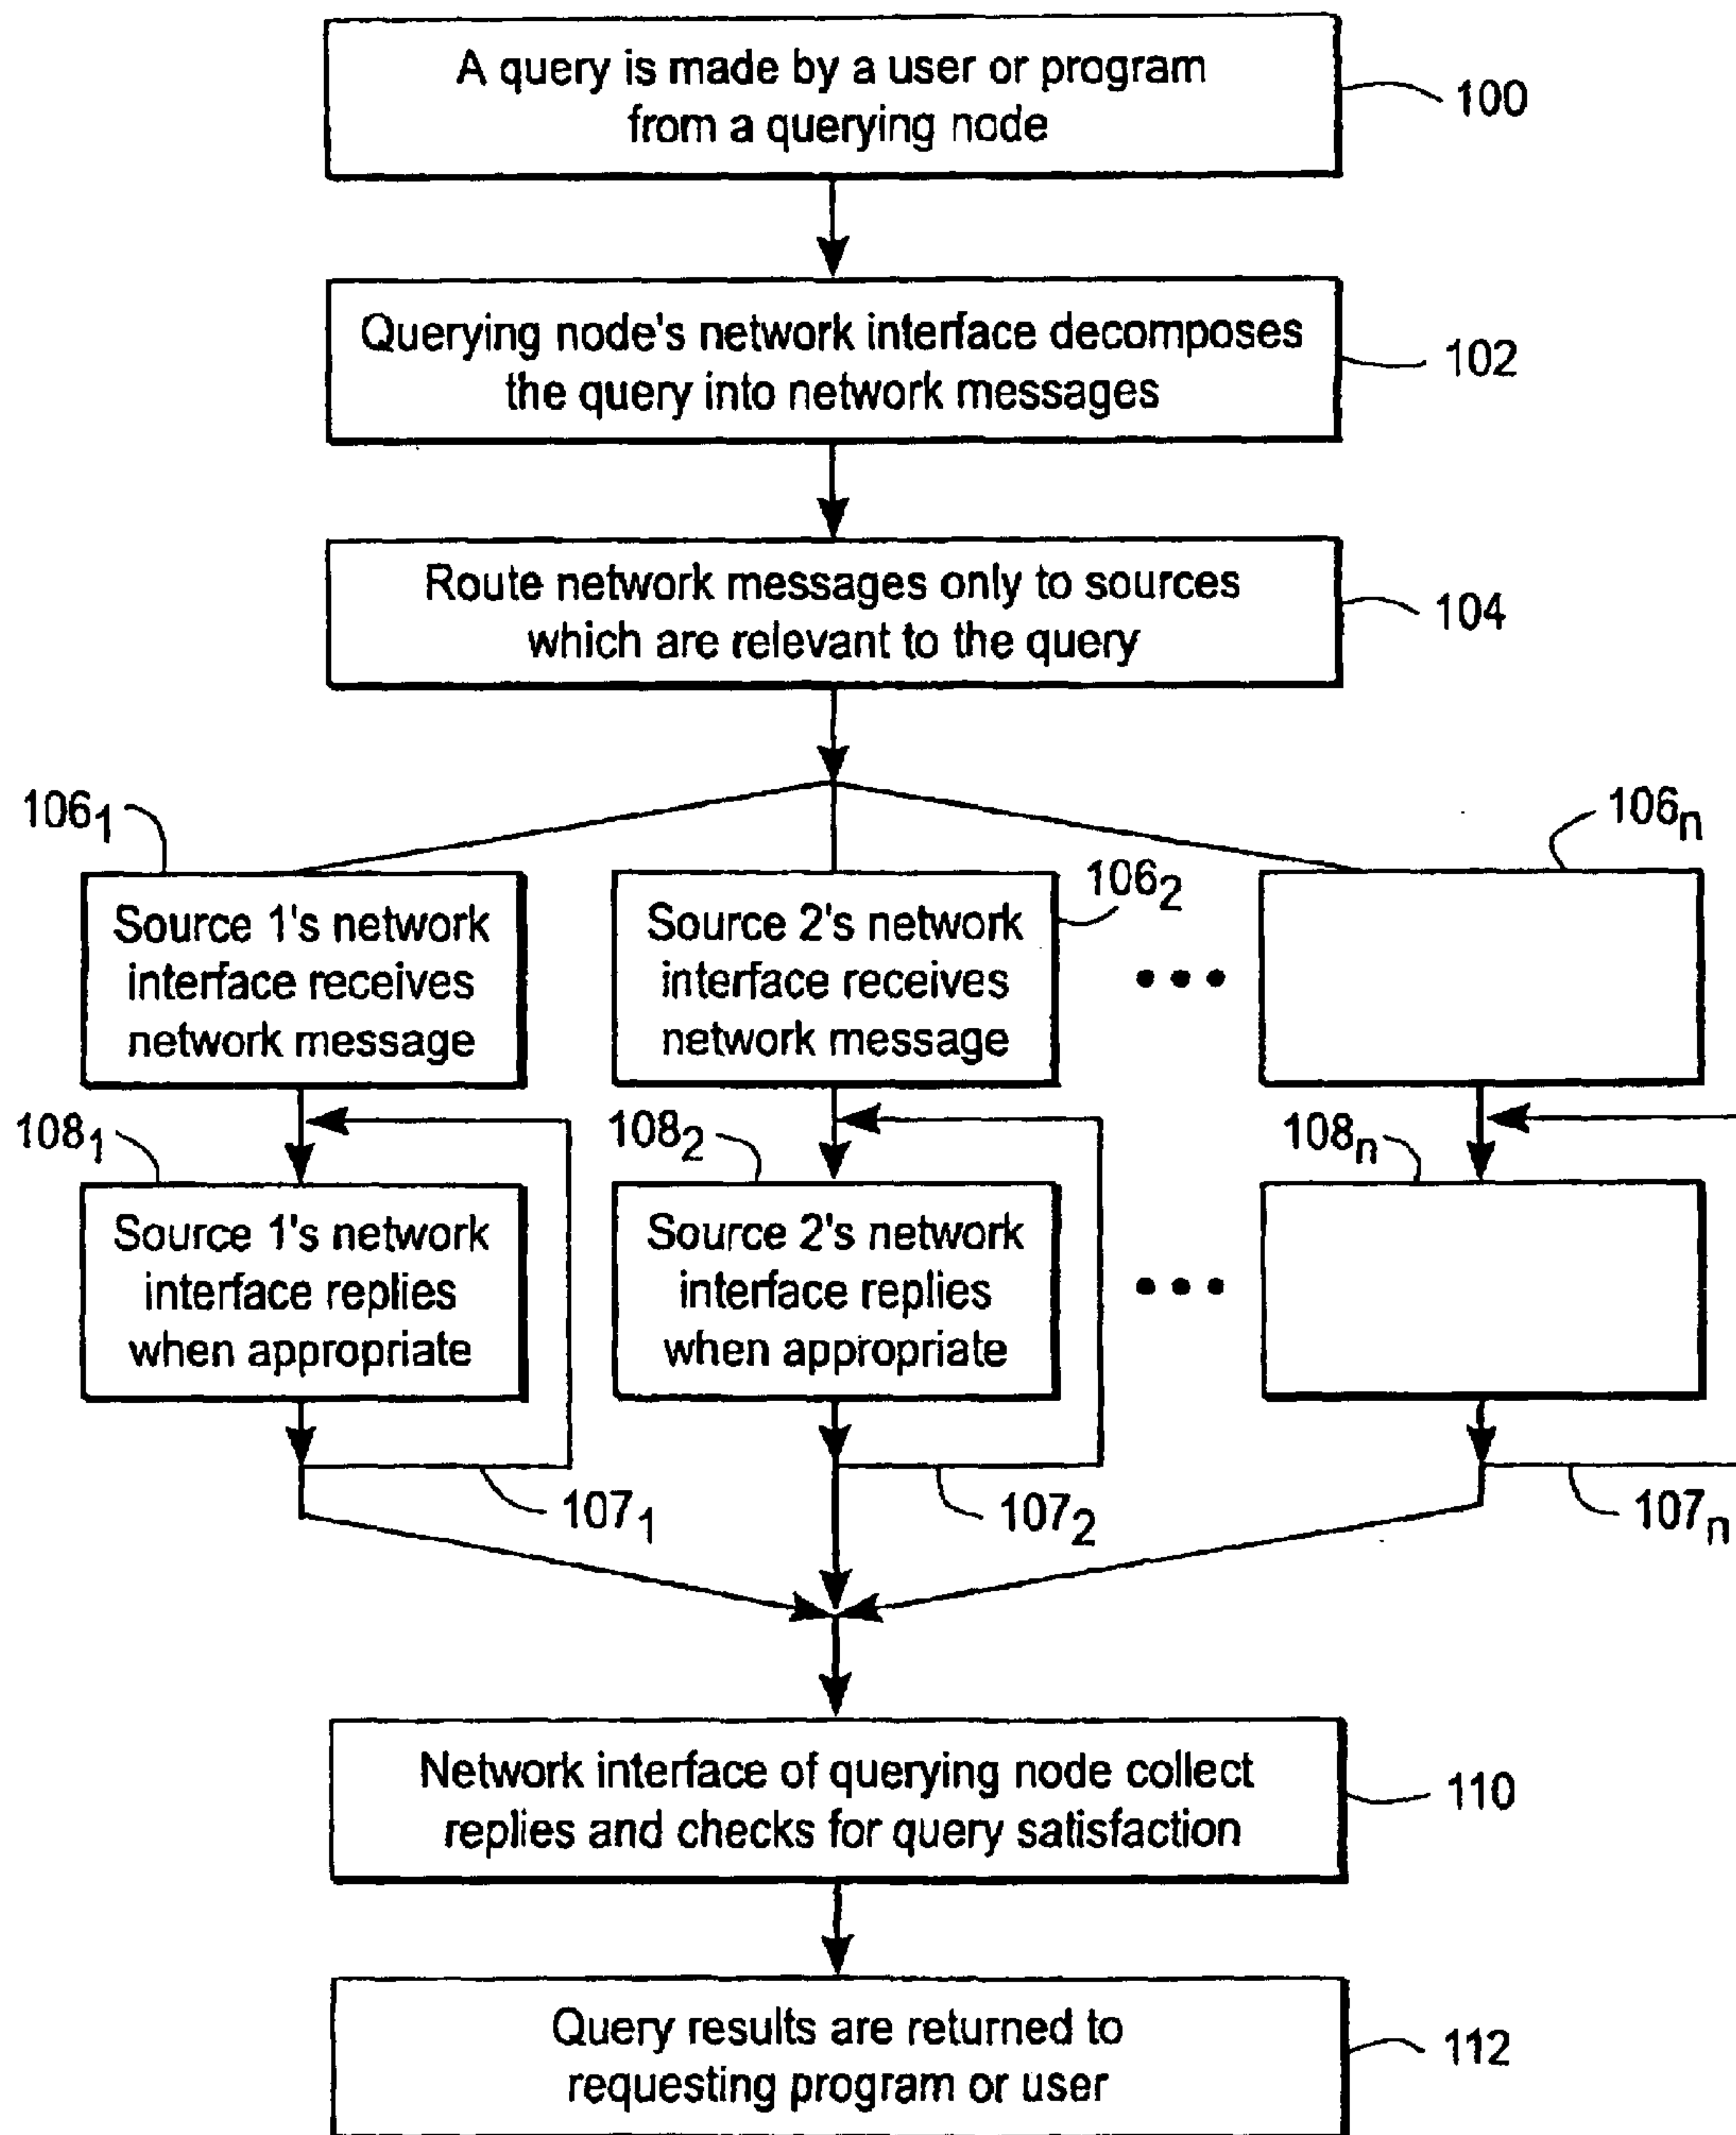 A query is made by a user or program
from a querying node
100
Querying node's network interface decomposes
the query into network messages
102
Route network messages only to sources
which are relevant to the query
104
106₁
106ₙ
Source 1's network
interface receives
network message
Source 2's network
interface receives
network message
106₂
• • •
108₁
108₂
108ₙ
Source 1's network
interface replies
when appropriate
Source 2's network
interface replies
when appropriate
• • •
107₁
107₂
107ₙ
Network interface of querying node collect
replies and checks for query satisfaction
110
Query results are returned to
requesting program or user
112